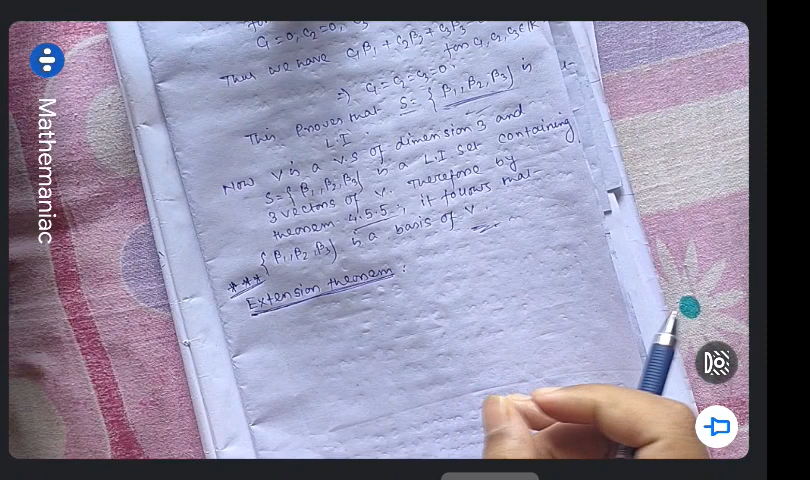 C₁=0, C₂=0, C₃
Thus we have C₁β₁ + C₂β₂ + C₃β₃ =
for C₁, C₂, C₃ ∈ IK
=> C₁=C₂=C₃=0.
This proves that S = { β₁, β₂, β₃ } is
L.I.
Now V is a V.S of dimension 3 and
S={ β₁, β₂, β₃ } is a L.I set containing
3 vectors of V. Therefore by
theorem 4.5.5, it follows that
{ β₁, β₂, β₃ } is a basis of V.
***
Extension theorem:
Mathemaniac